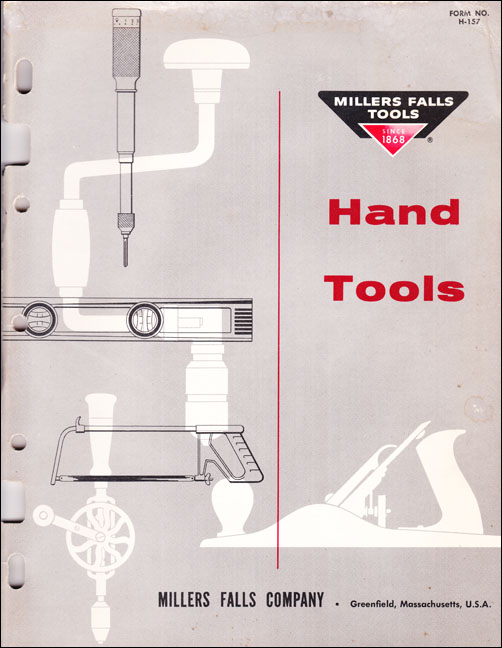 FORM NO.
H-157
MILLERS FALLS
TOOLS
SINCE
1868
®
Hand
Tools
MILLERS FALLS COMPANY • Greenfield, Massachusetts, U.S.A.